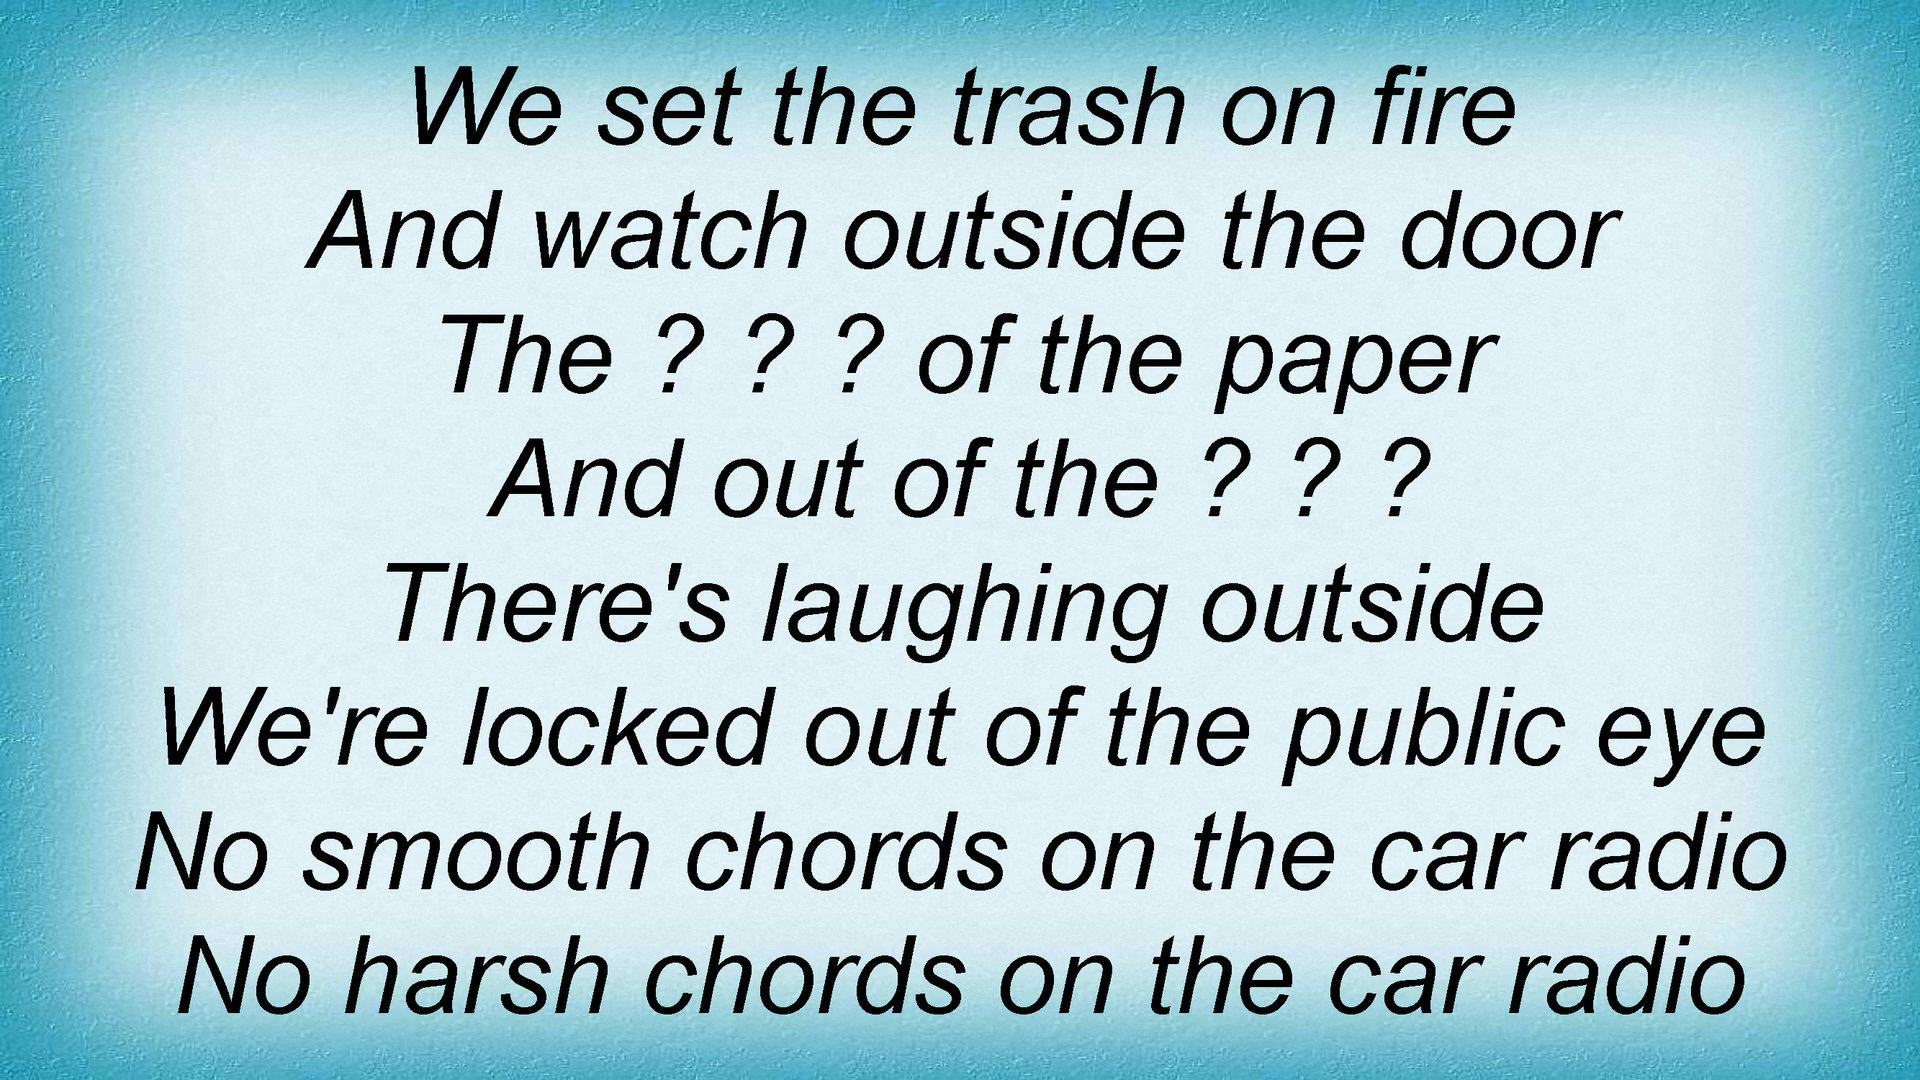 We set the trash on fire
And watch outside the door
The ? ? ? of the paper
And out of the ? ? ?
There's laughing outside
We're locked out of the public eye
No smooth chords on the car radio
No harsh chords on the car radio